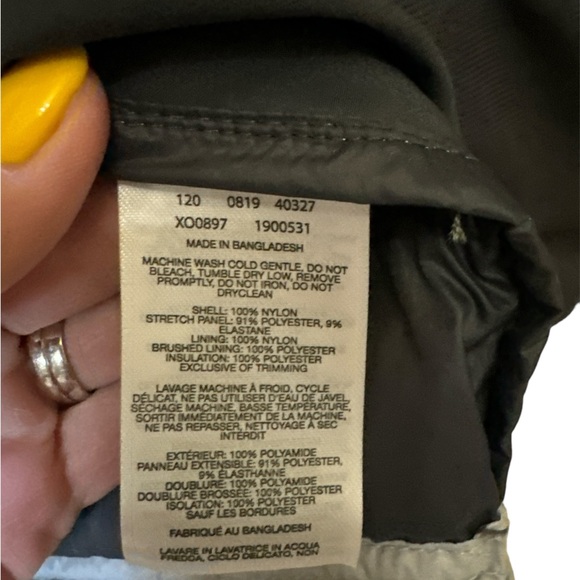 120 0819 40327
XO0897 1900531
MADE IN BANGLADESH
MACHINE WASH COLD GENTLE, DO NOT
BLEACH, TUMBLE DRY LOW, REMOVE
PROMPTLY, DO NOT IRON, DO NOT
DRYCLEAN
SHELL: 100% NYLON
STRETCH PANEL: 91% POLYESTER, 9%
ELASTANE
LINING: 100% NYLON
BRUSHED LINING: 100% POLYESTER
INSULATION: 100% POLYESTER
EXCLUSIVE OF TRIMMING
LAVAGE MACHINE À FROID, CYCLE
DÉLICAT, NE PAS UTILISER D'EAU DE JAVEL,
SÉCHAGE MACHINE, BASSE TEMPÉRATURE,
SORTIR IMMÉDIATEMENT DE LA MACHINE,
NE PAS REPASSER, NETTOYAGE À SEC
INTERDIT
EXTÉRIEUR: 100% POLYAMIDE
PANNEAU EXTENSIBLE: 91% POLYESTER,
9% ÉLASTHANNE
DOUBLURE: 100% POLYAMIDE
DOUBLURE BROSSÉE: 100% POLYESTER
ISOLATION: 100% POLYESTER
SAUF LES BORDURES
FABRIQUÉ AU BANGLADESH
LAVARE IN LAVATRICE IN ACQUA
FREDDA, CICLO DELICATO, NON